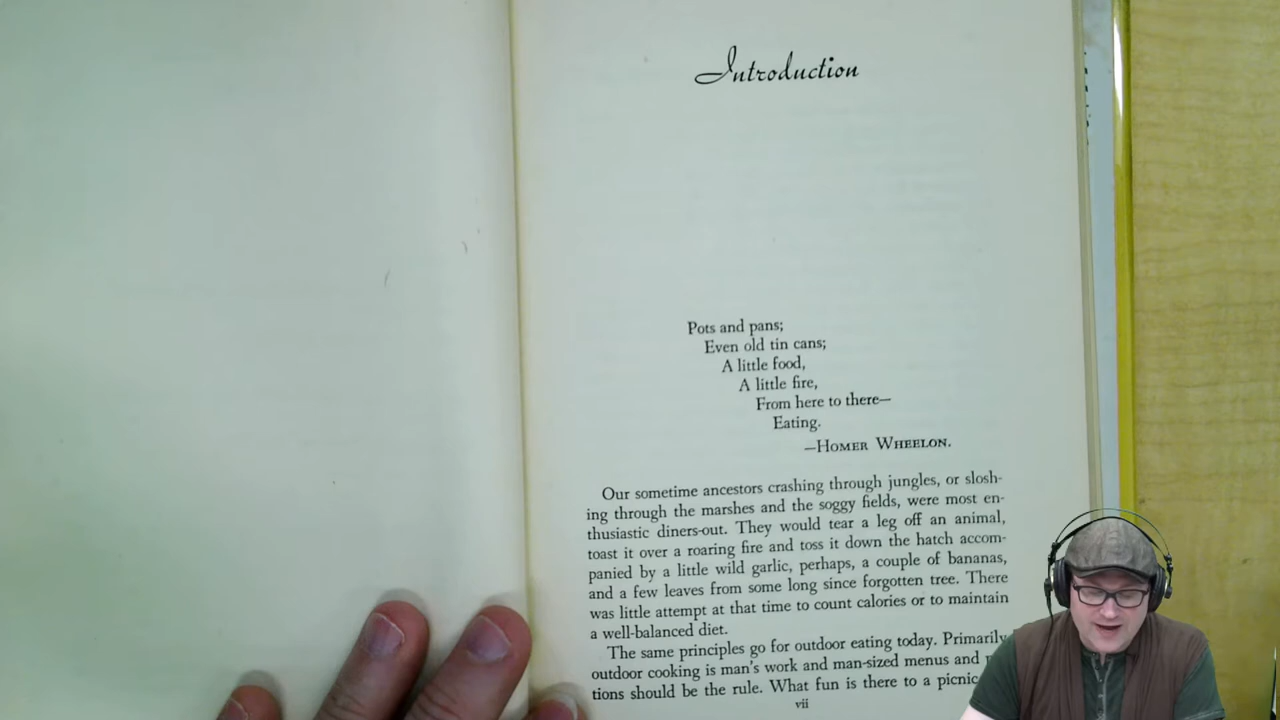 Introduction
Pots and pans;
Even old tin cans;
A little food,
A little fire,
From here to there—
Eating.
—Homer Wheelon.
Our sometime ancestors crashing through jungles, or slosh-
ing through the marshes and the soggy fields, were most en-
thusiastic diners-out. They would tear a leg off an animal,
toast it over a roaring fire and toss it down the hatch accom-
panied by a little wild garlic, perhaps, a couple of bananas,
and a few leaves from some long since forgotten tree. There
was little attempt at that time to count calories or to maintain
a well-balanced diet.
The same principles go for outdoor eating today. Primarily
outdoor cooking is man's work and man-sized menus and
tions should be the rule. What fun is there to a picnic
vii